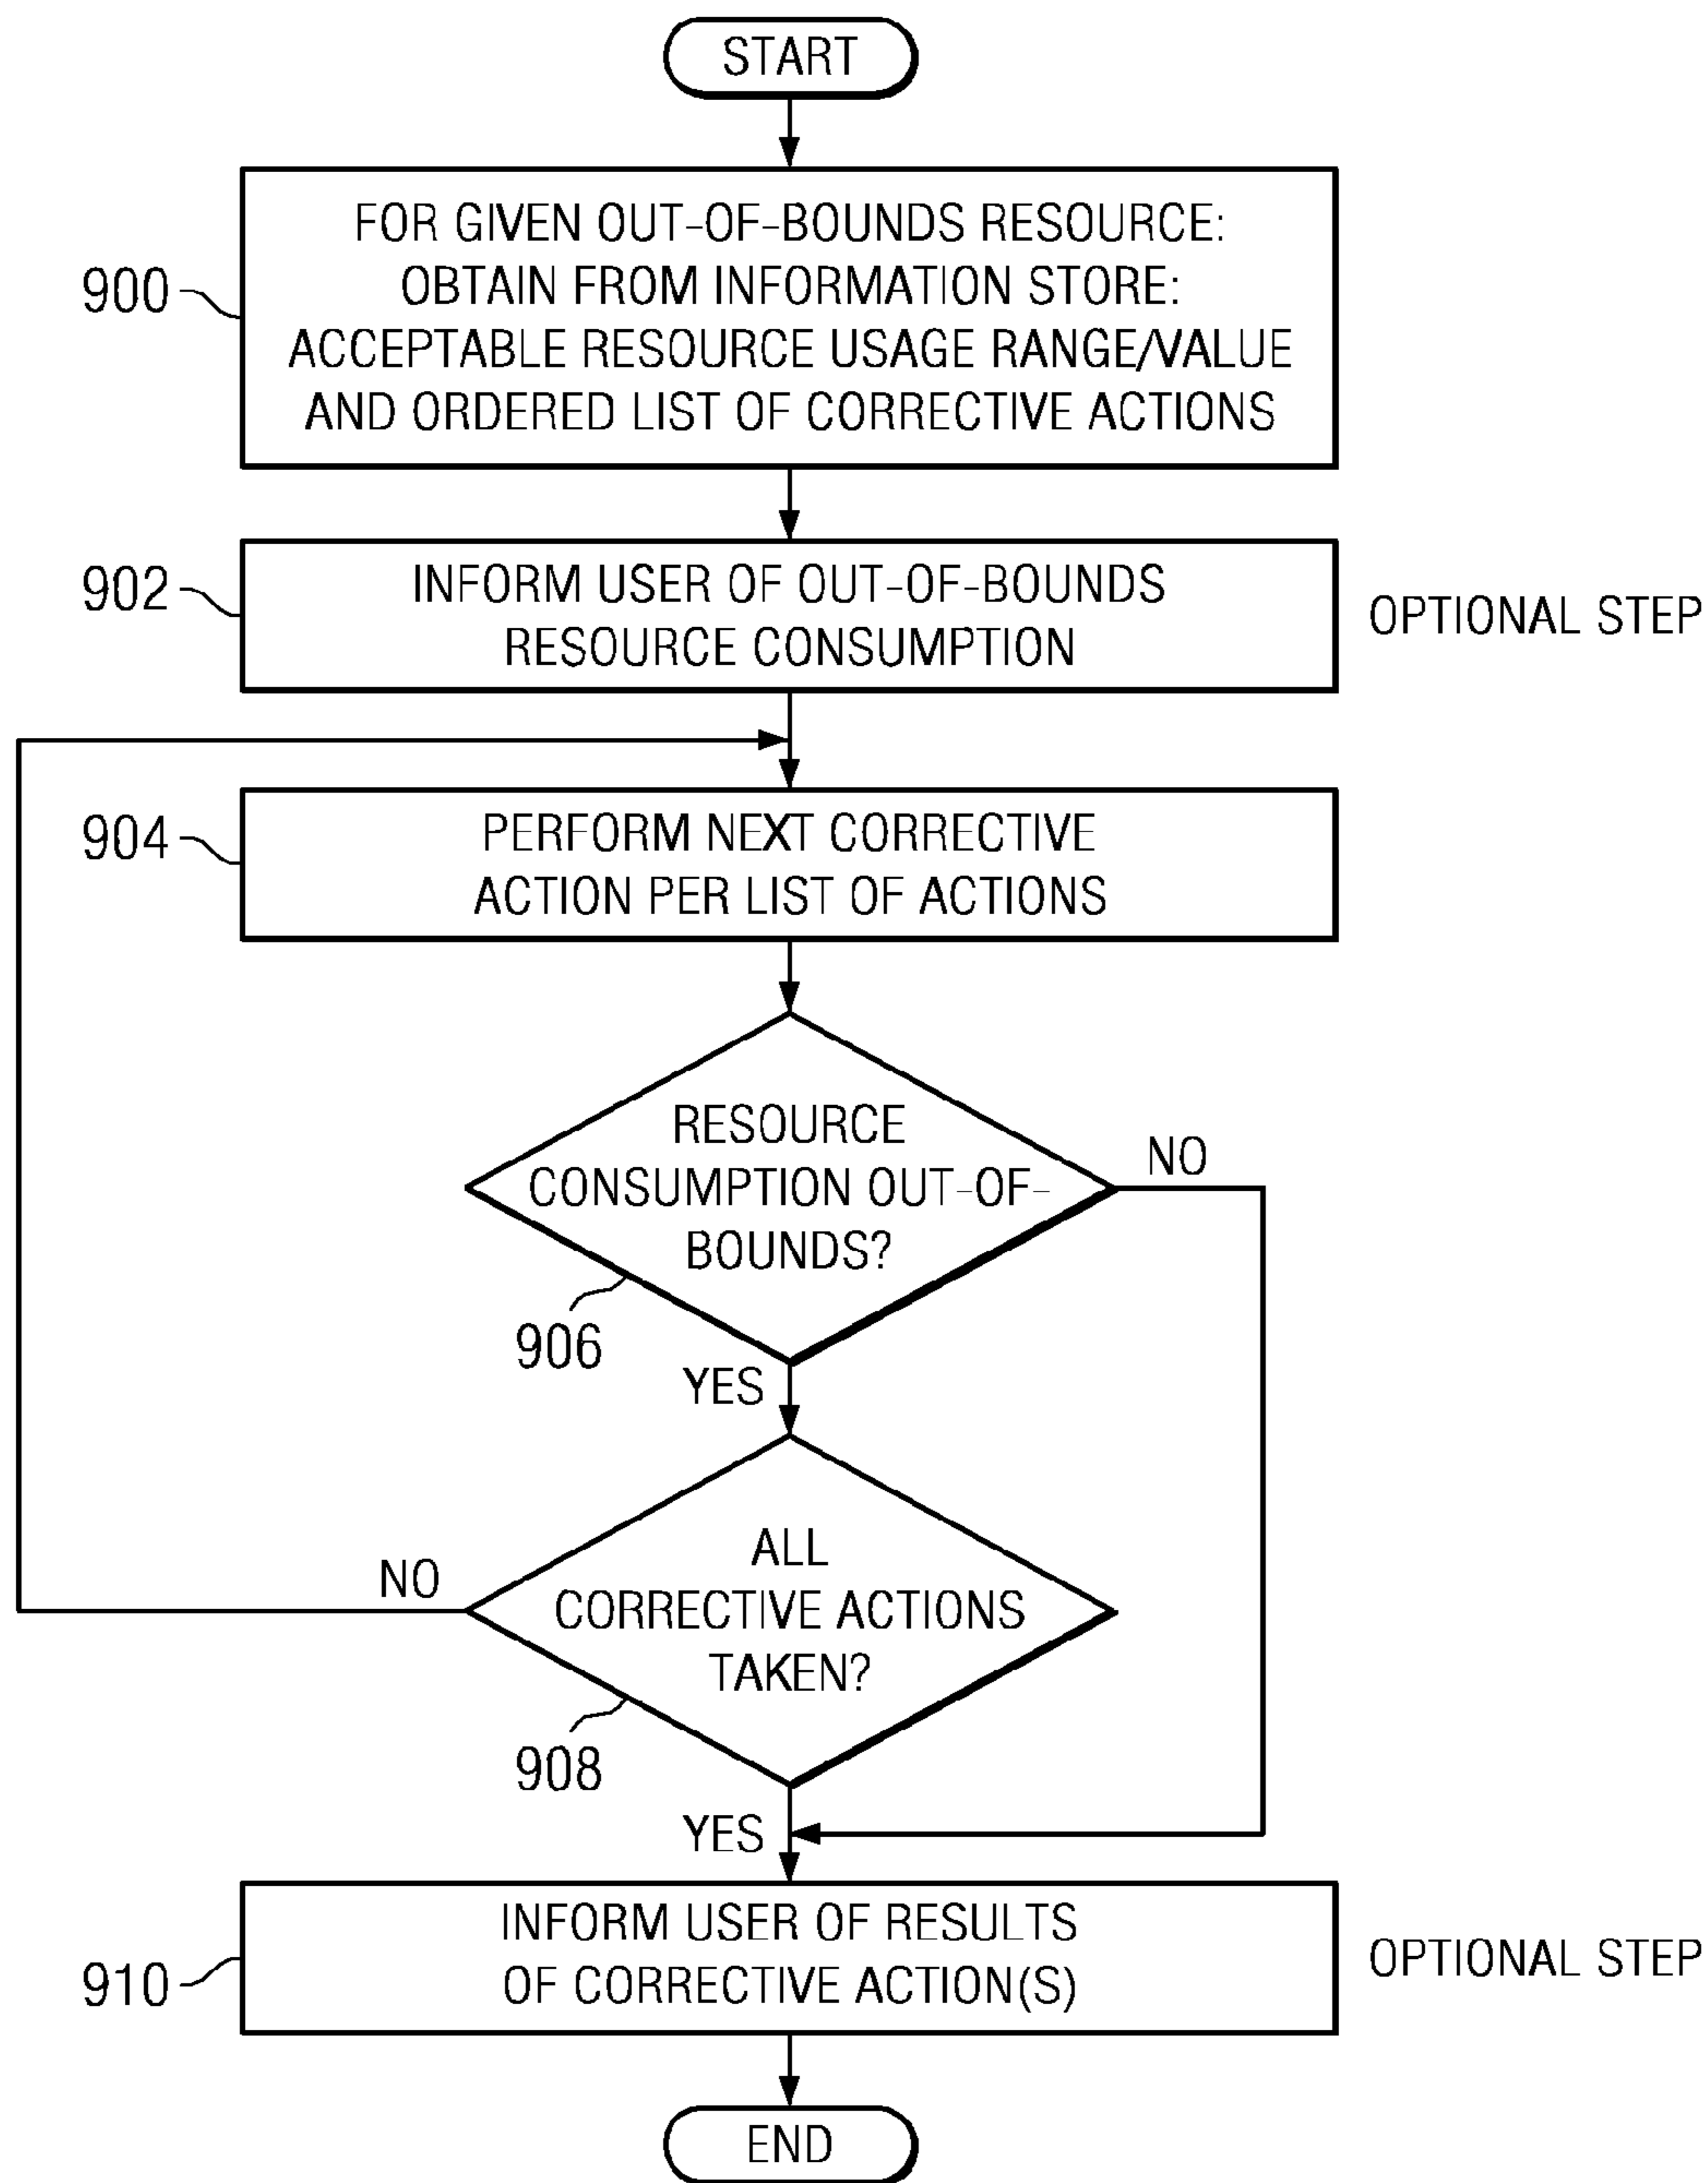 START
FOR GIVEN OUT-OF-BOUNDS RESOURCE:
OBTAIN FROM INFORMATION STORE:
ACCEPTABLE RESOURCE USAGE RANGE/VALUE
AND ORDERED LIST OF CORRECTIVE ACTIONS
900
INFORM USER OF OUT-OF-BOUNDS
RESOURCE CONSUMPTION
902
OPTIONAL STEP
PERFORM NEXT CORRECTIVE
ACTION PER LIST OF ACTIONS
904
RESOURCE
CONSUMPTION OUT-OF-
BOUNDS?
NO
906
YES
ALL
CORRECTIVE ACTIONS
TAKEN?
NO
908
YES
INFORM USER OF RESULTS
OF CORRECTIVE ACTION(S)
910
OPTIONAL STEP
END